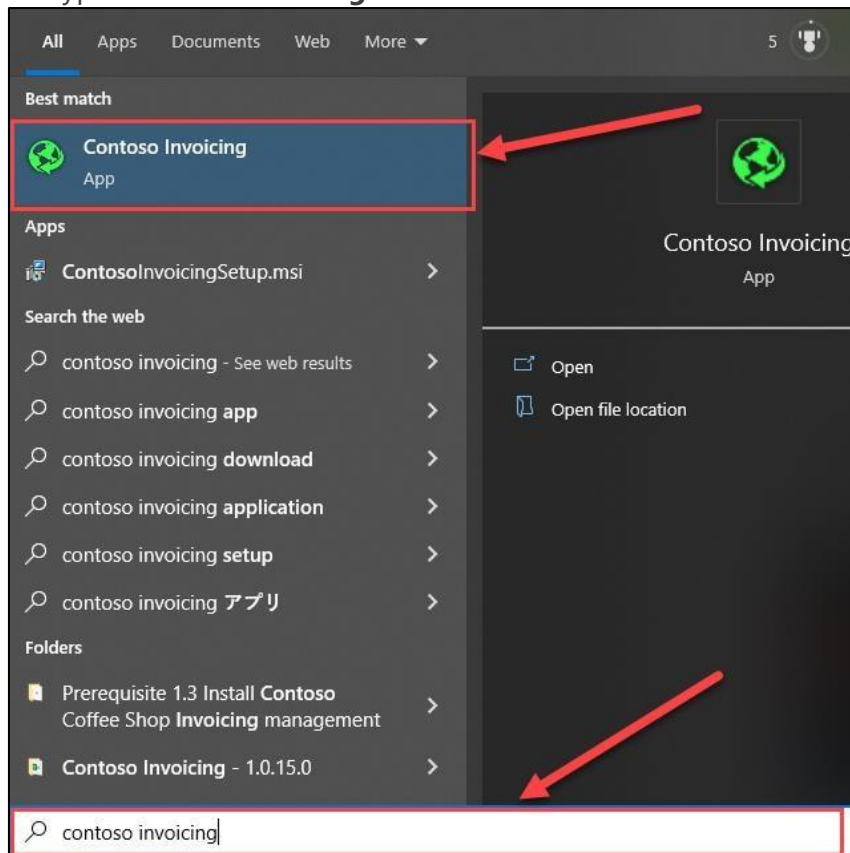 All Apps Documents Web More 5
Best match
Contoso Invoicing
App
Apps
ContosoInvoicingSetup.msi
Search the web
contoso invoicing - See web results
contoso invoicing app
contoso invoicing download
contoso invoicing application
contoso invoicing setup
contoso invoicing アプリ
Folders
Prerequisite 1.3 Install Contoso
Coffee Shop Invoicing management
Contoso Invoicing - 1.0.15.0
contoso invoicing
Contoso Invoicing
App
Open
Open file location